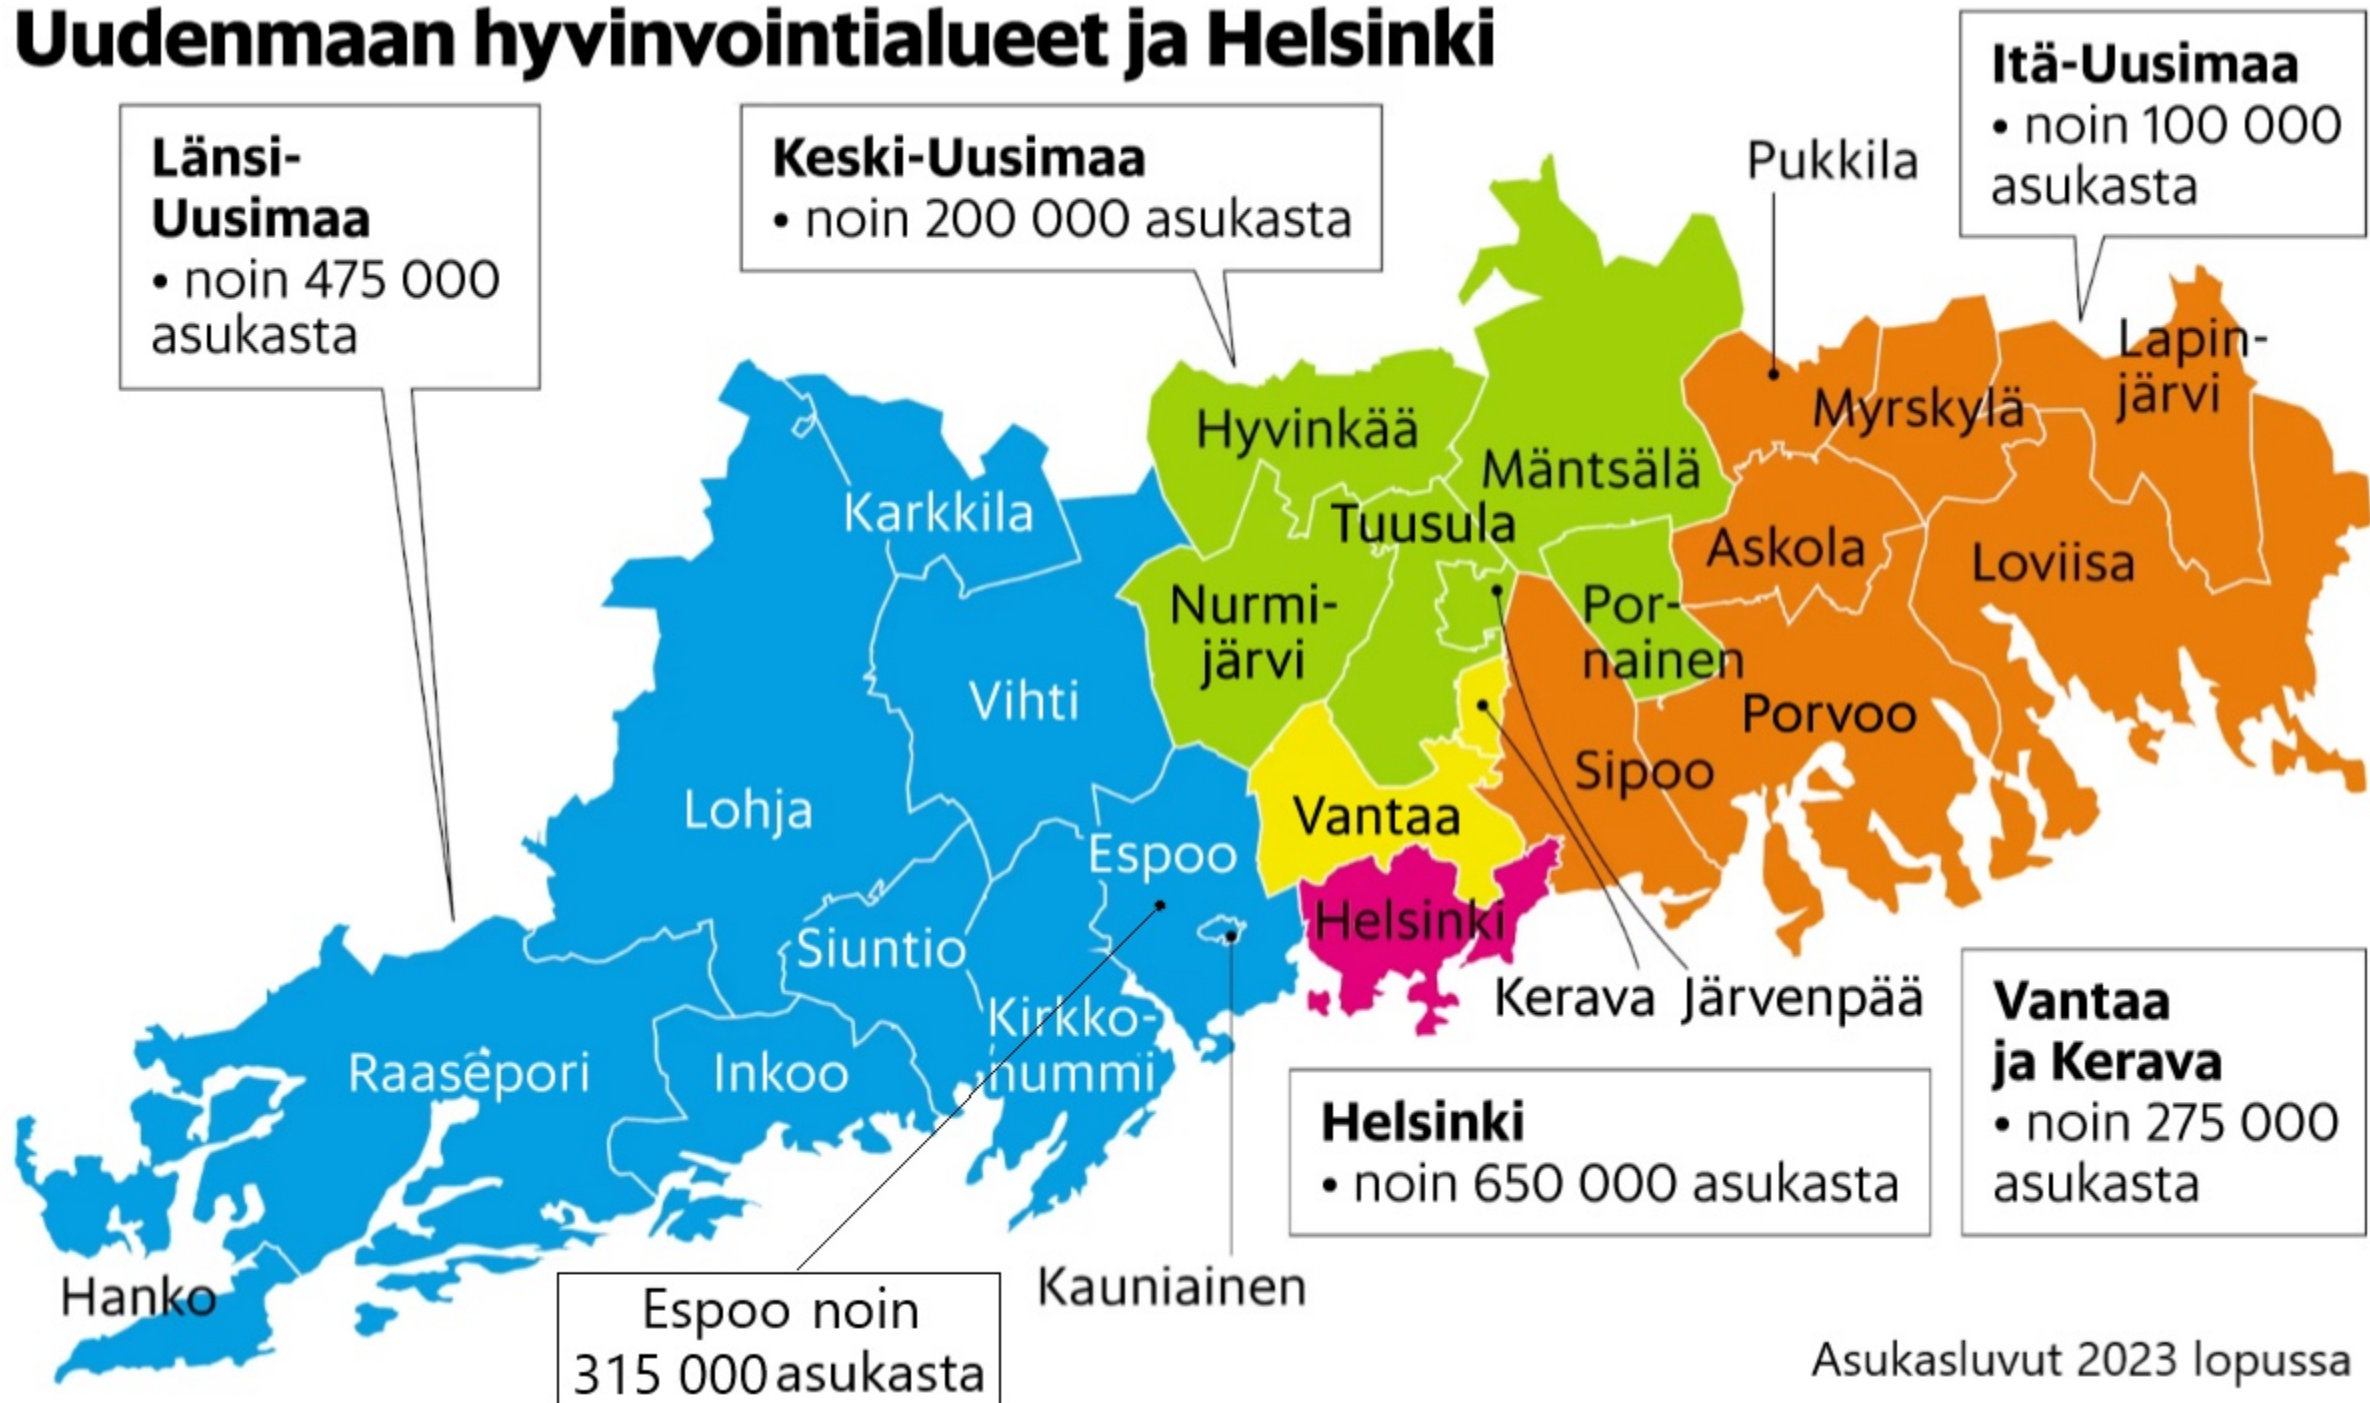 Uudenmaan hyvinvointialueet ja Helsinki
Länsi-
Uusimaa
• noin 475 000
asukasta
Keski-Uusimaa
• noin 200 000 asukasta
Itä-Uusimaa
• noin 100 000
asukasta
Pukkila
Lapin-
järvi
Myrskylä
Hyvinkää
Mäntsälä
Karkkila
Tuusula
Askola
Loviisa
Nurmi-
järvi
Por-
nainen
Vihti
Porvoo
Sipoo
Lohja
Vantaa
Espoo
Helsinki
Siuntio
Kerava
Järvenpää
Kirkko-
nummi
Raasepori
Inkoo
Vantaa
ja Kerava
• noin 275 000
asukasta
Helsinki
• noin 650 000 asukasta
Hanko
Kauniainen
Espoo noin
315 000 asukasta
Asukasluvut 2023 lopussa